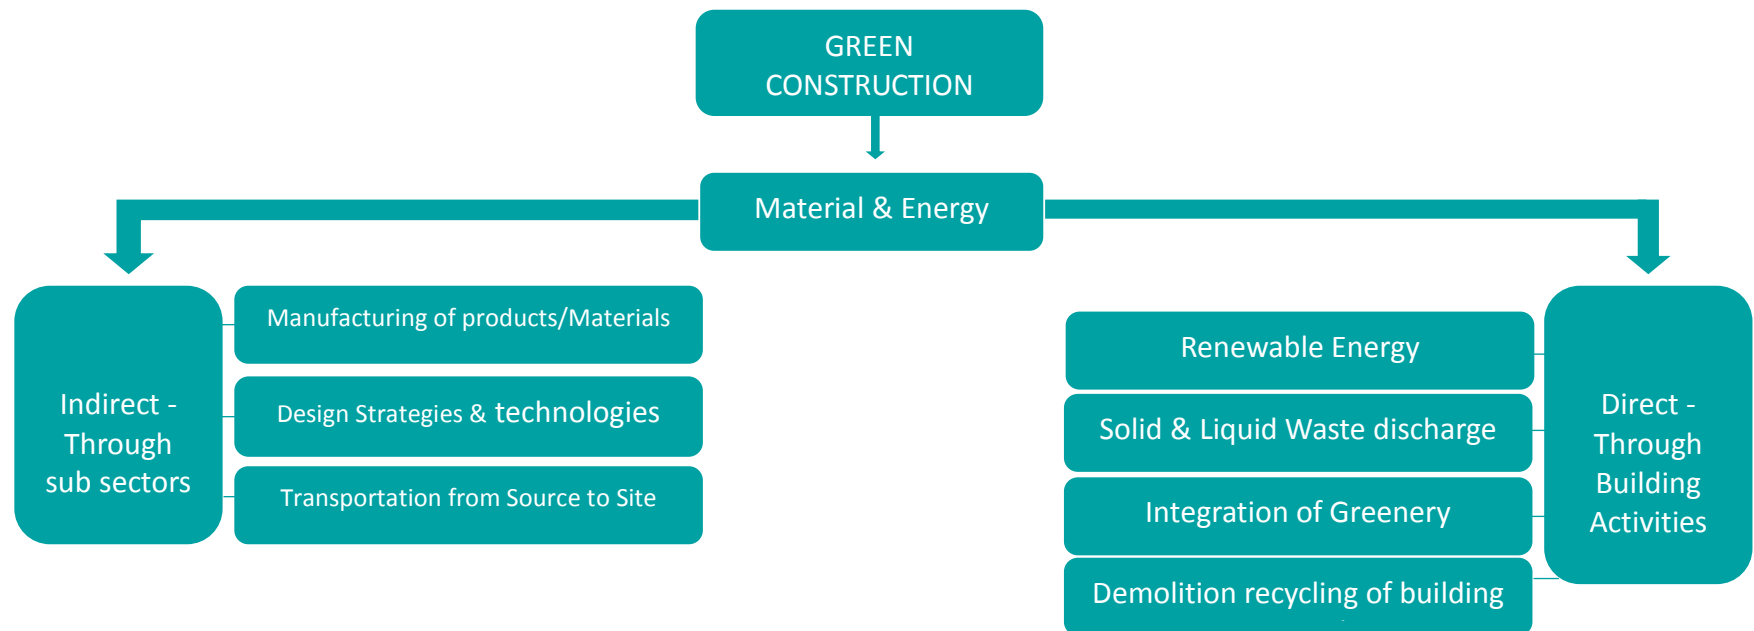 GREEN
CONSTRUCTION
Material & Energy
Indirect -
Through
sub sectors
Manufacturing of products/Materials
Design Strategies & technologies
Transportation from Source to Site
Renewable Energy
Solid & Liquid Waste discharge
Integration of Greenery
Demolition recycling of building
Direct -
Through
Building
Activities